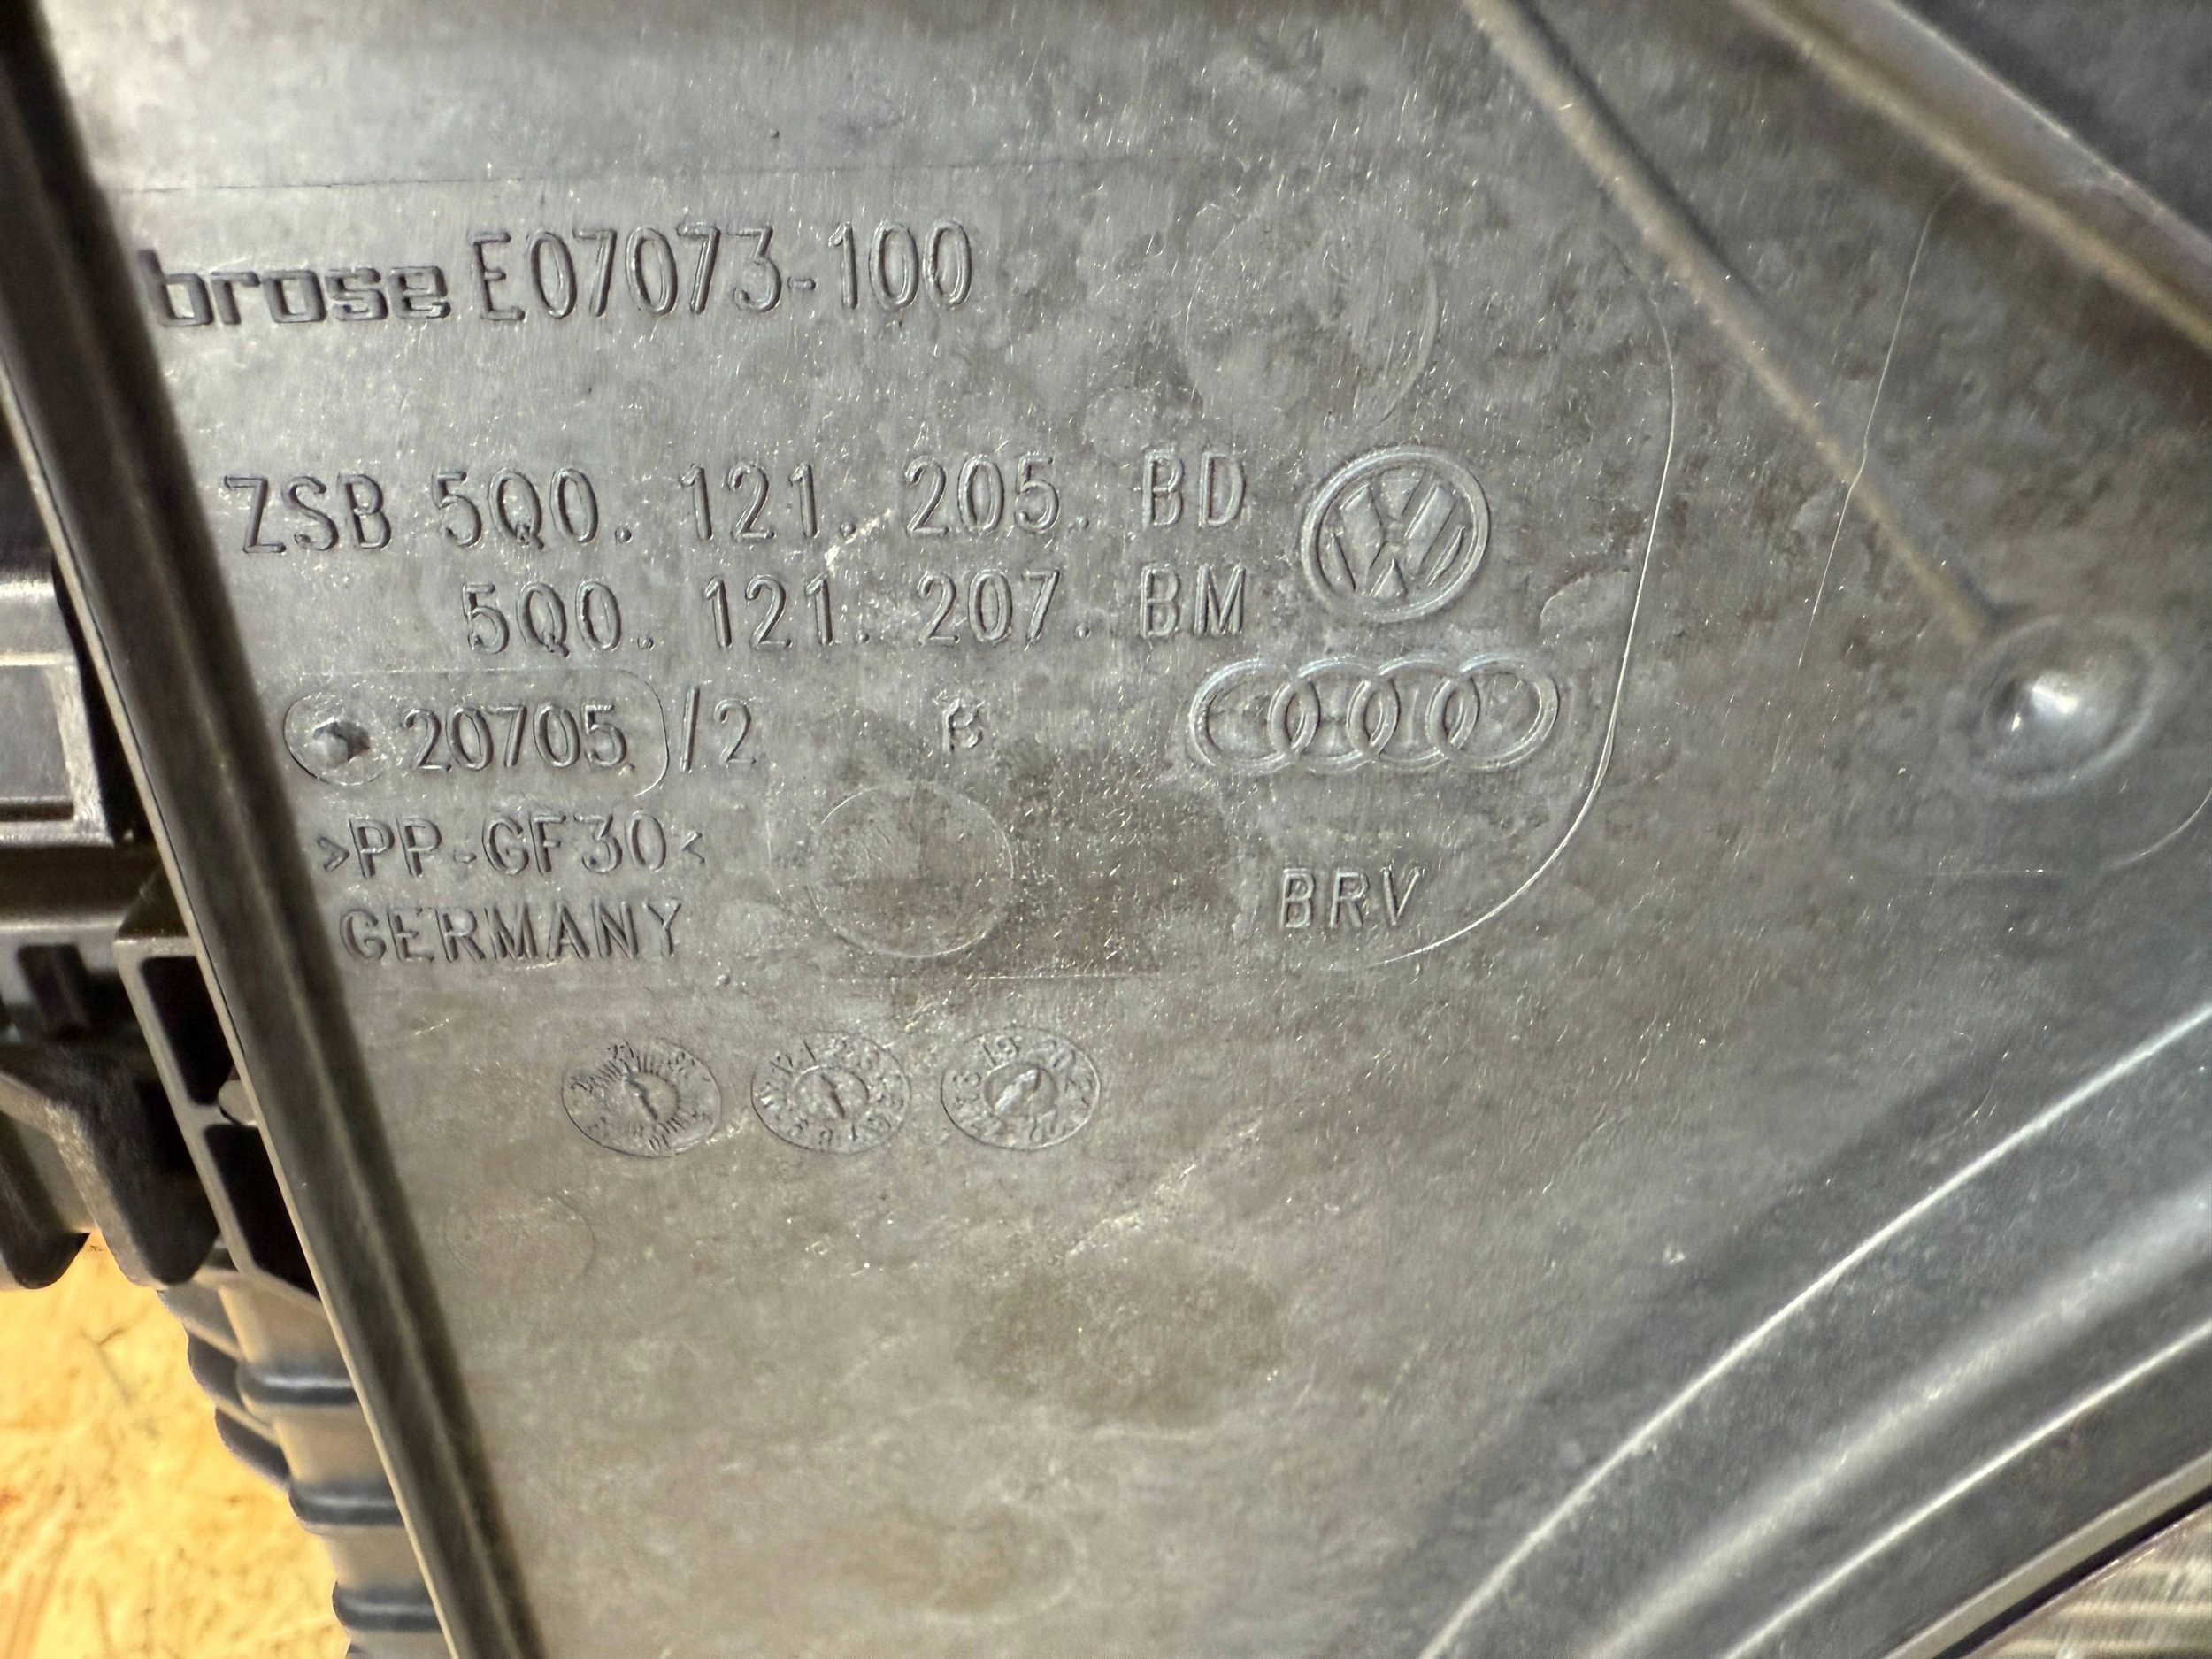 brose E07073-100
ZSB 5Q0. 121. 205. BD
5Q0. 121. 207. BM
20705 /2 B
>PP-GF30<
GERMANY
BRV